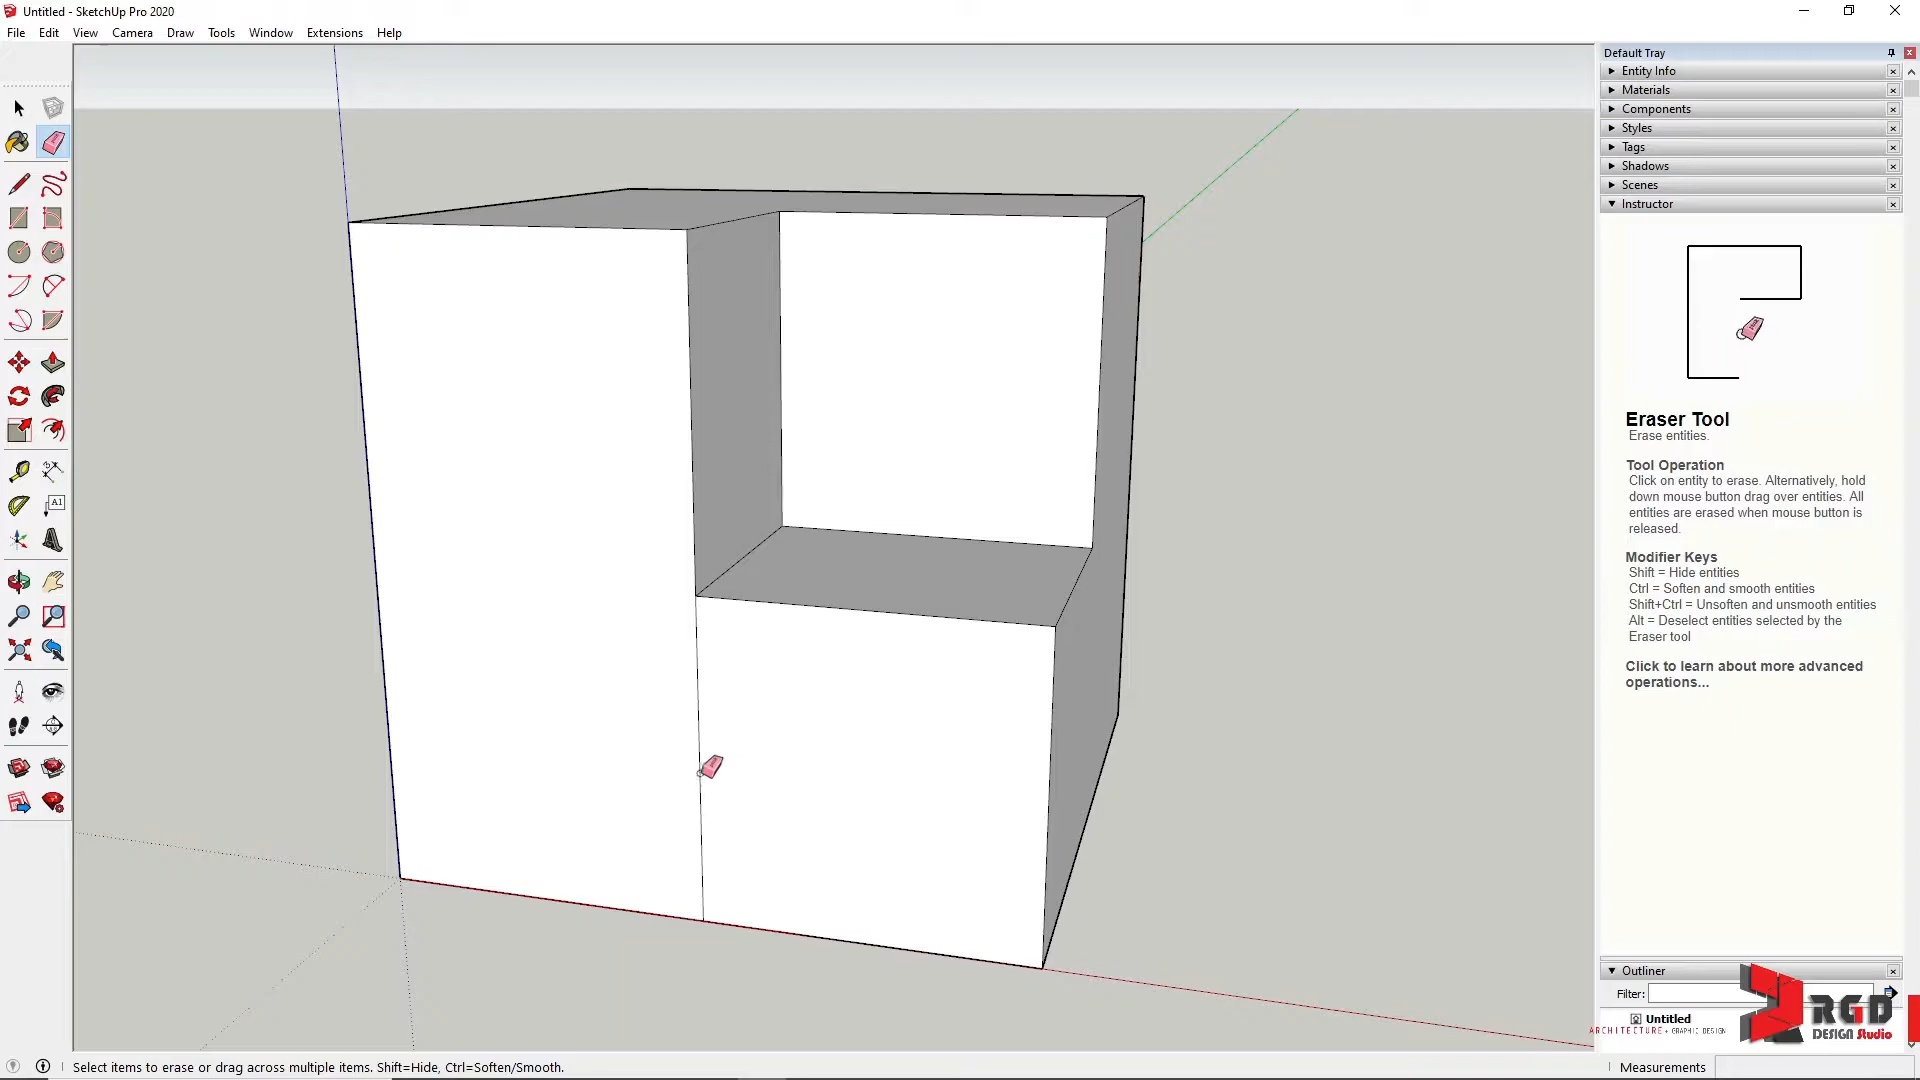 Untitled - SketchUp Pro 2020
File Edit View Camera Draw Tools Window Extensions Help
Default Tray
Entity Info
Materials
Components
Styles
Tags
Shadows
Scenes
Instructor
A1
Eraser Tool
Erase entities.
Tool Operation
Click on entity to erase. Alternatively, hold
down mouse button drag over entities. All
entities are erased when mouse button is
released.
Modifier Keys
Shift = Hide entities
Ctrl = Soften and smooth entities
Shift+Ctrl = Unsoften and unsmooth entities
Alt = Deselect entities selected by the
Eraser tool
Click to learn about more advanced
operations...
Outliner
Filter:
Untitled
ARCHITECTURE + GRAPHIC DESIGN
RGD
DESIGN Studio
Select items to erase or drag across multiple items. Shift=Hide, Ctrl=Soften/Smooth.
Measurements